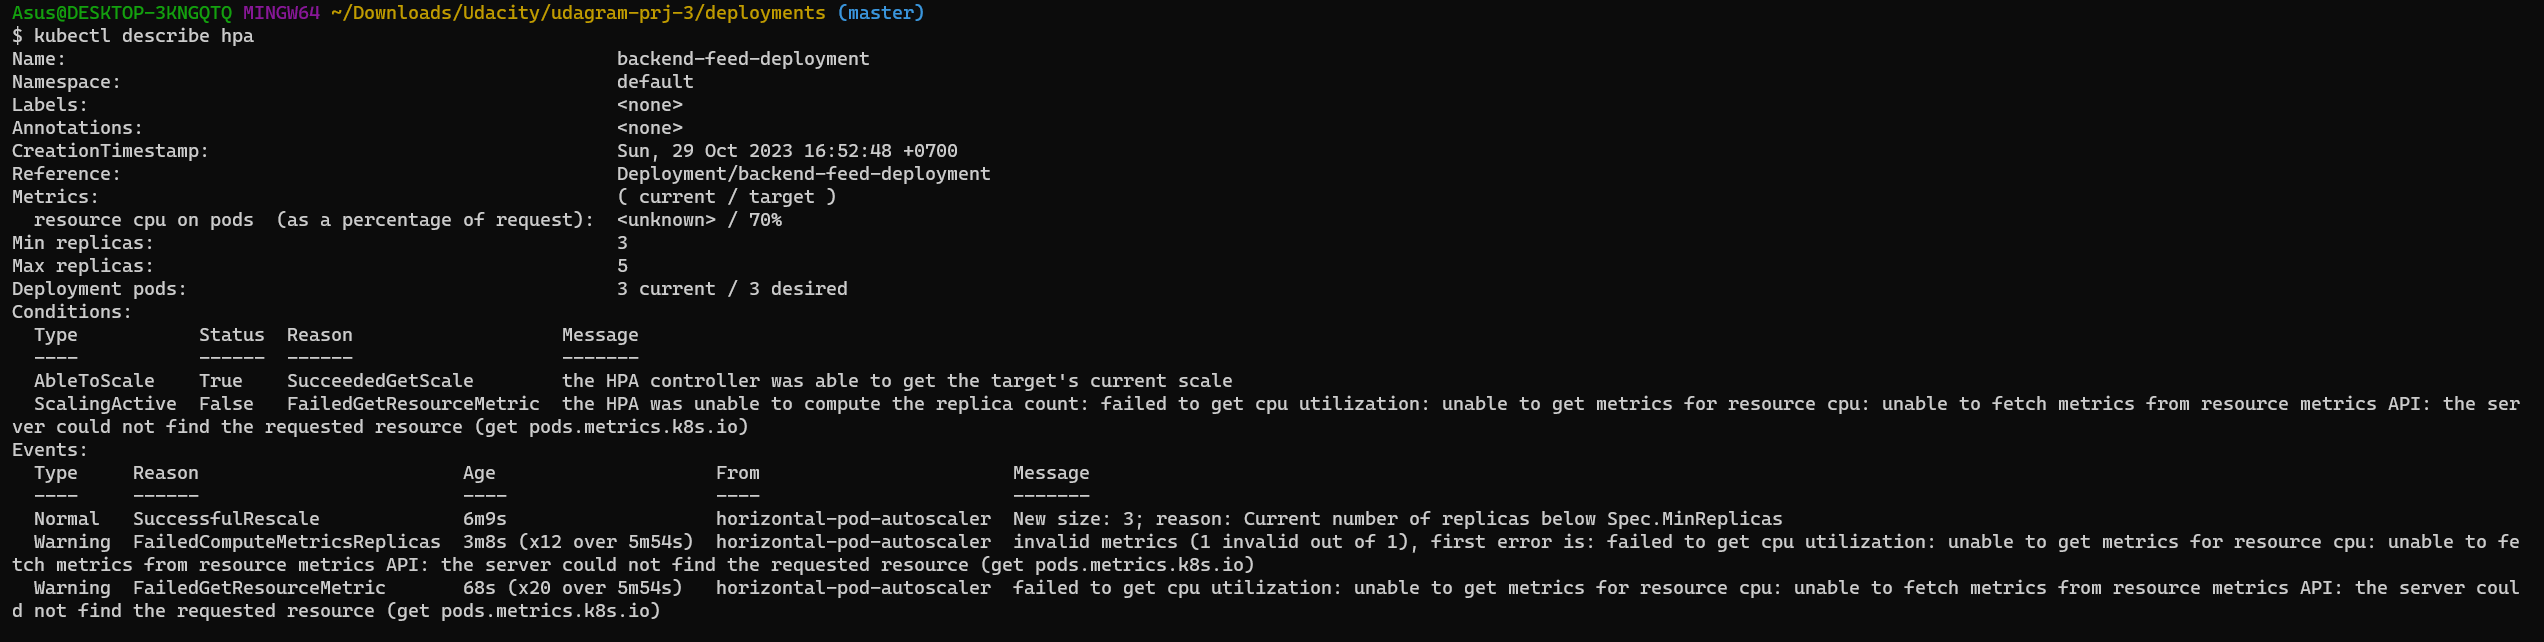 Asus@DESKTOP-3KNGQTQ MINGW64 ~/Downloads/Udacity/udagram-prj-3/deployments (master)
$ kubectl describe hpa
Name:                                                  backend-feed-deployment
Namespace:                                             default
Labels:                                                <none>
Annotations:                                           <none>
CreationTimestamp:                                     Sun, 29 Oct 2023 16:52:48 +0700
Reference:                                             Deployment/backend-feed-deployment
Metrics:                                               ( current / target )
  resource cpu on pods  (as a percentage of request):  <unknown> / 70%
Min replicas:                                          3
Max replicas:                                          5
Deployment pods:                                       3 current / 3 desired
Conditions:
  Type           Status  Reason                   Message
  ----           ------  ------                   -------
  AbleToScale    True    SucceededGetScale        the HPA controller was able to get the target's current scale
  ScalingActive  False   FailedGetResourceMetric  the HPA was unable to compute the replica count: failed to get cpu utilization: unable to get metrics for resource cpu: unable to fetch metrics from resource metrics API: the ser
ver could not find the requested resource (get pods.metrics.k8s.io)
Events:
  Type     Reason                        Age                    From                       Message
  ----     ------                        ----                   ----                       -------
  Normal   SuccessfulRescale             6m9s                   horizontal-pod-autoscaler  New size: 3; reason: Current number of replicas below Spec.MinReplicas
  Warning  FailedComputeMetricsReplicas  3m8s (x12 over 5m54s)  horizontal-pod-autoscaler  invalid metrics (1 invalid out of 1), first error is: failed to get cpu utilization: unable to get metrics for resource cpu: unable to fe
tch metrics from resource metrics API: the server could not find the requested resource (get pods.metrics.k8s.io)
  Warning  FailedGetResourceMetric       68s (x20 over 5m54s)   horizontal-pod-autoscaler  failed to get cpu utilization: unable to get metrics for resource cpu: unable to fetch metrics from resource metrics API: the server coul
d not find the requested resource (get pods.metrics.k8s.io)